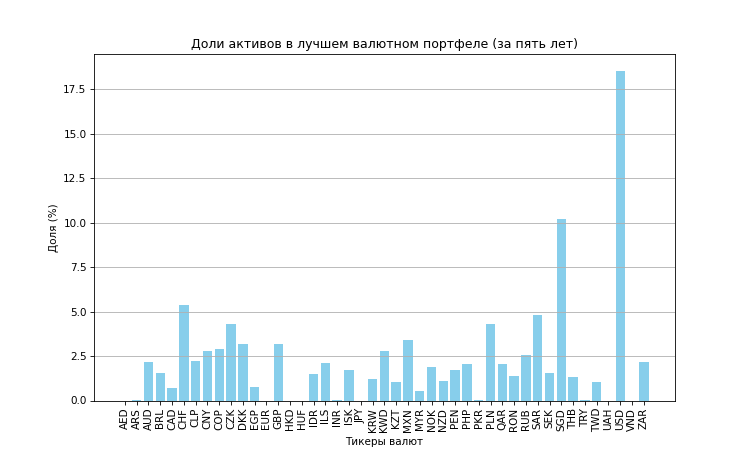 Доли активов в лучшем валютном портфеле (за пять лет)
Доля (%)
17.5
15.0
12.5
10.0
7.5
5.0
2.5
0.0
AED
ARS
AUD
BRL
CAD
CHF
CLP
CNY
COP
CZK
DKK
EGP
EUR
GBP
HKD
HUF
IDR
ILS
INR
ISK
JPY
KRW
KWD
KZT
MXN
MYR
NOK
NZD
PEN
PHP
PKR
PLN
QAR
RON
RUB
SAR
SEK
SGD
THB
TRY
TWD
UAH
USD
VND
ZAR
Тикеры валют